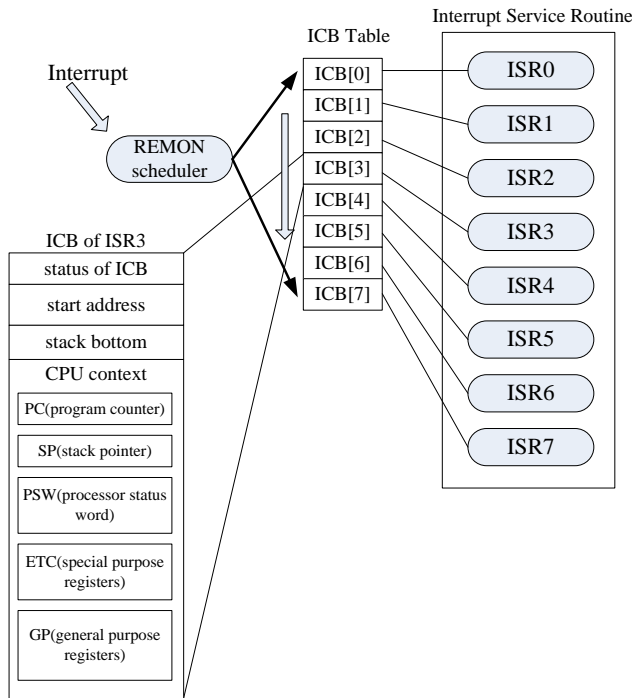 Interrupt Service Routine
ICB Table
Interrupt
REMON
scheduler
ICB[0]
ICB[1]
ICB[2]
ICB[3]
ICB[4]
ICB[5]
ICB[6]
ICB[7]
ISR0
ISR1
ISR2
ISR3
ISR4
ISR5
ISR6
ISR7
ICB of ISR3
status of ICB
start address
stack bottom
CPU context
PC(program counter)
SP(stack pointer)
PSW(processor status
word)
ETC(special purpose
registers)
GP(general purpose
registers)